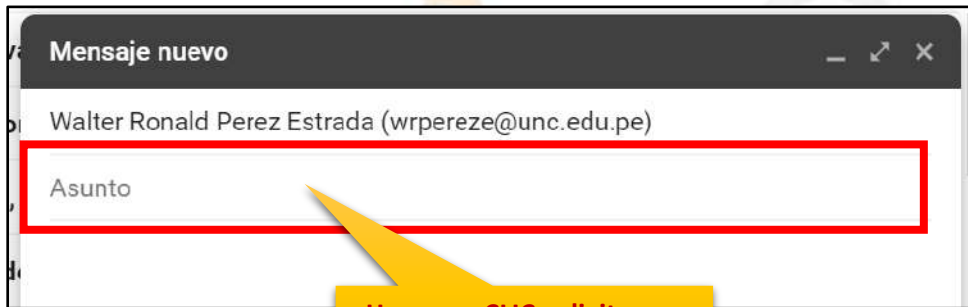 Mensaje nuevo
Walter Ronald Perez Estrada (wrpereze@unc.edu.pe)
Asunto